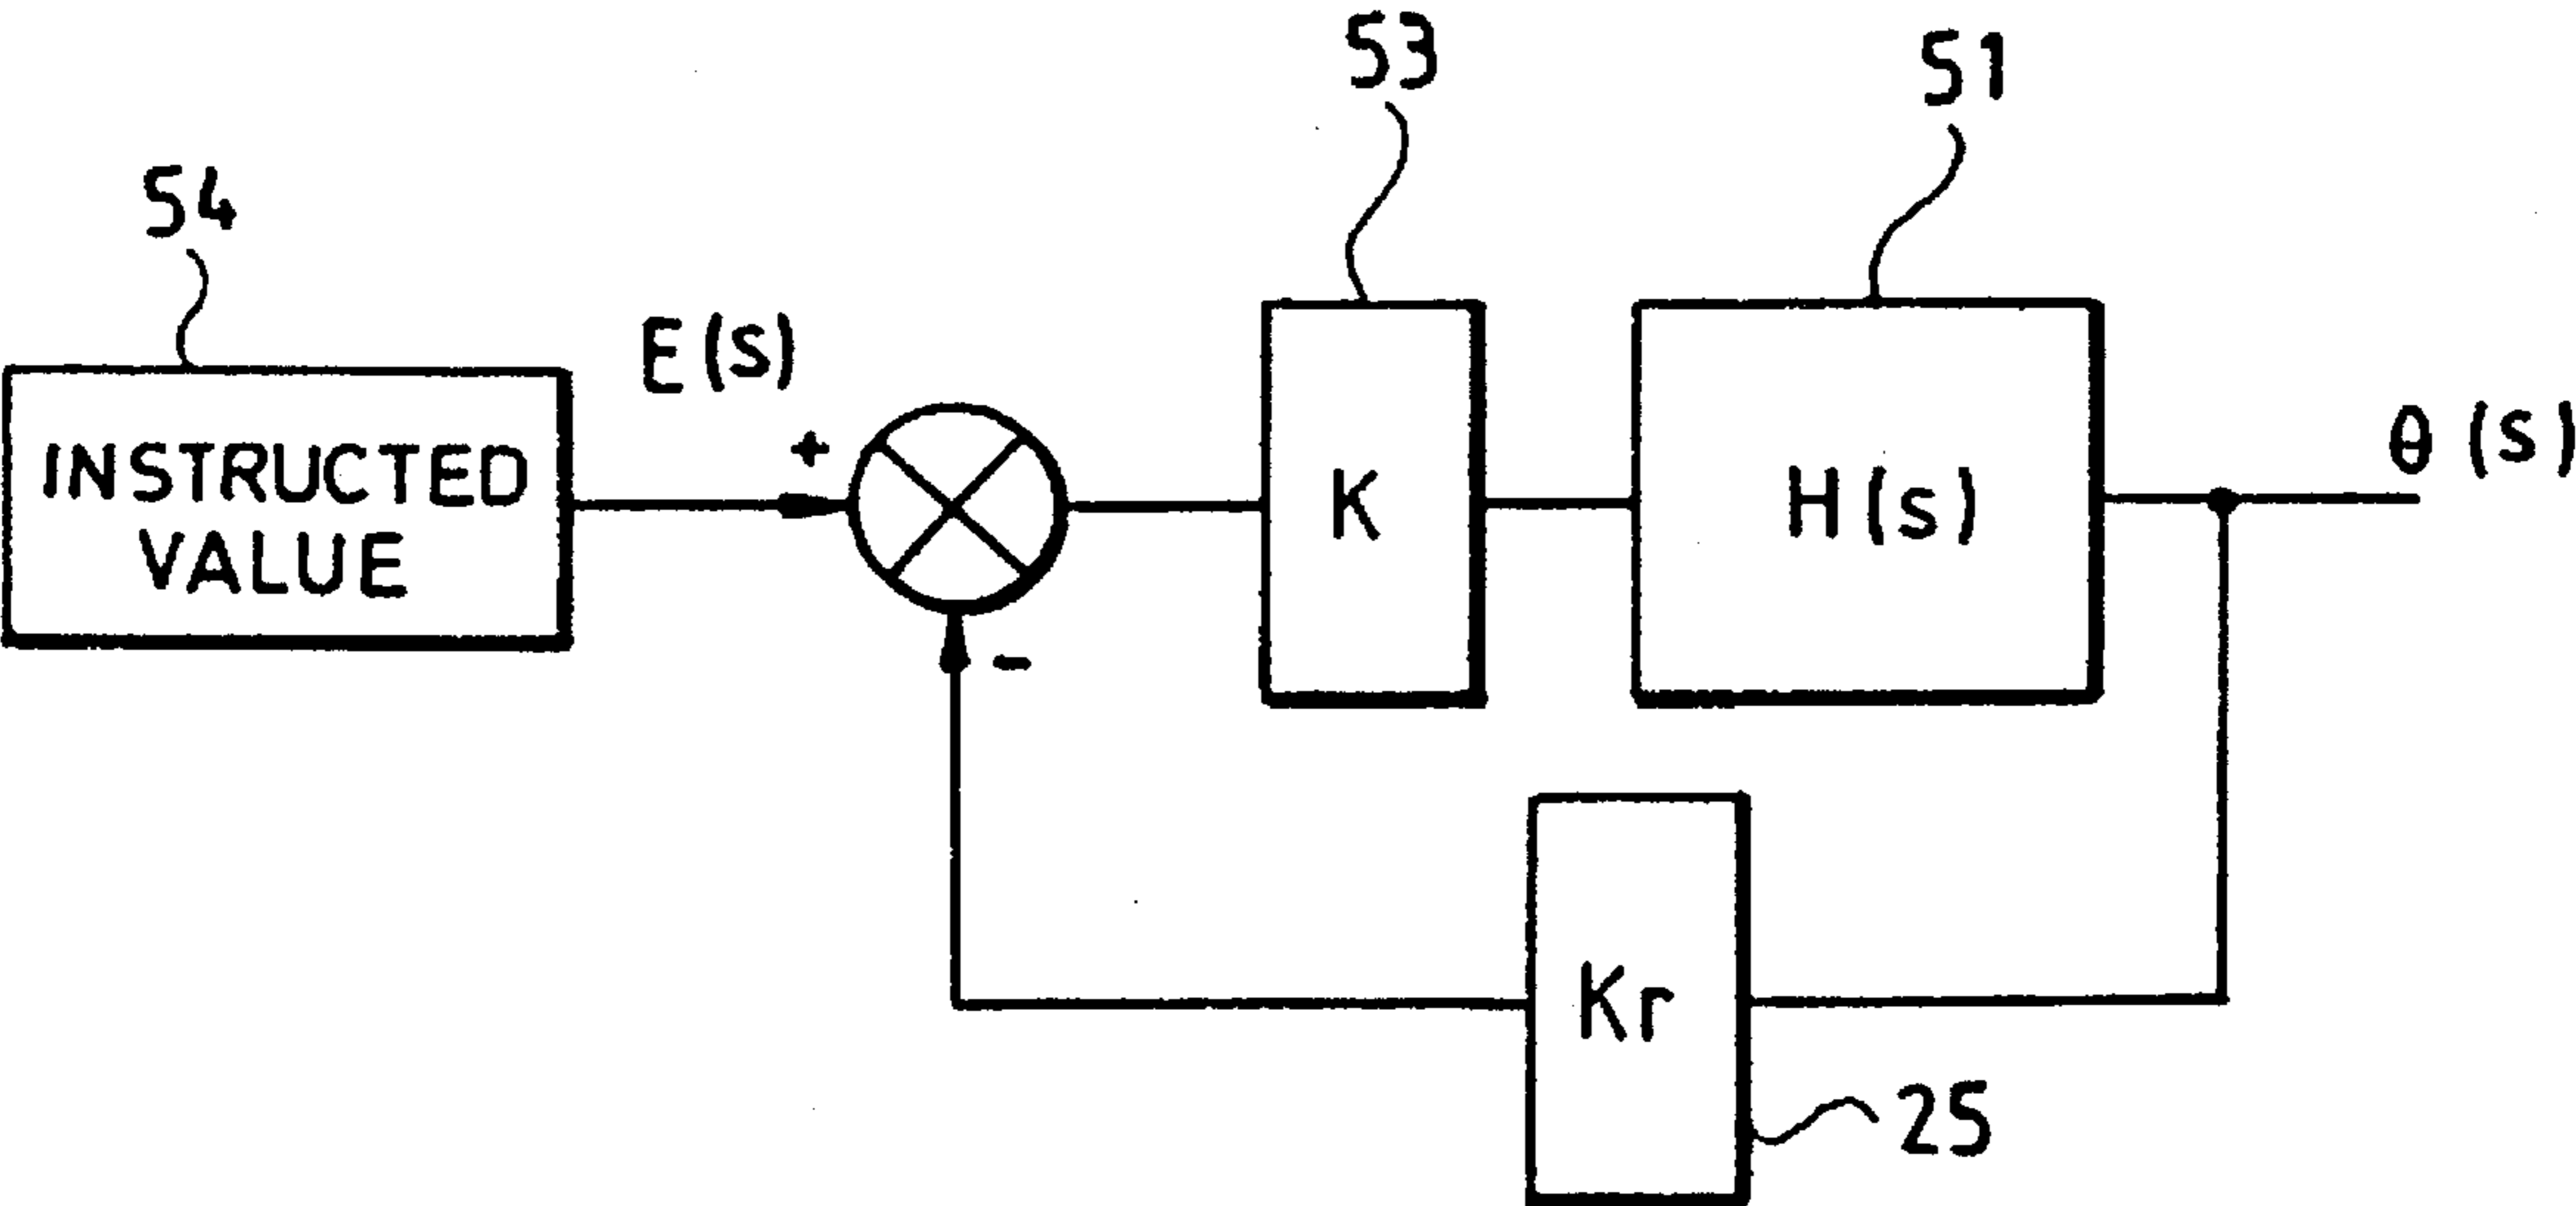 53
51
54
E(s)
+
INSTRUCTED
VALUE
K
H(s)
θ(s)
-
Kr
25